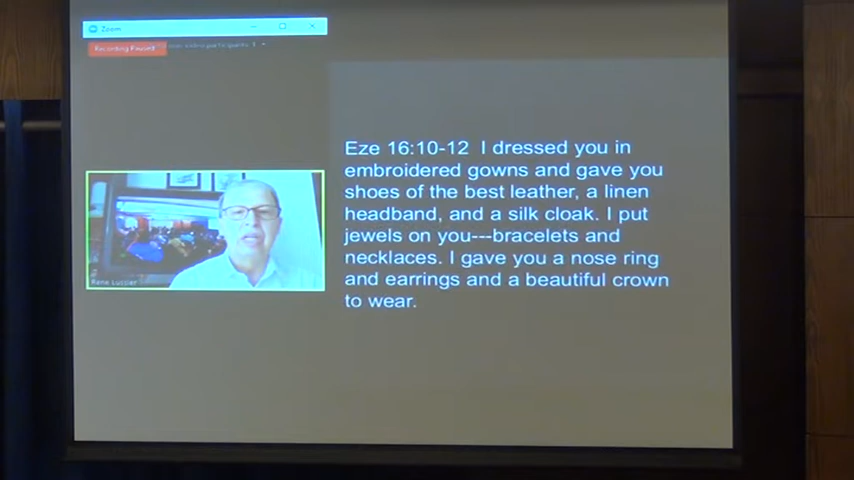 Zoom
Recording Paused
Rene Lussier
Eze 16:10-12 I dressed you in
embroidered gowns and gave you
shoes of the best leather, a linen
headband, and a silk cloak. I put
jewels on you---bracelets and
necklaces. I gave you a nose ring
and earrings and a beautiful crown
to wear.